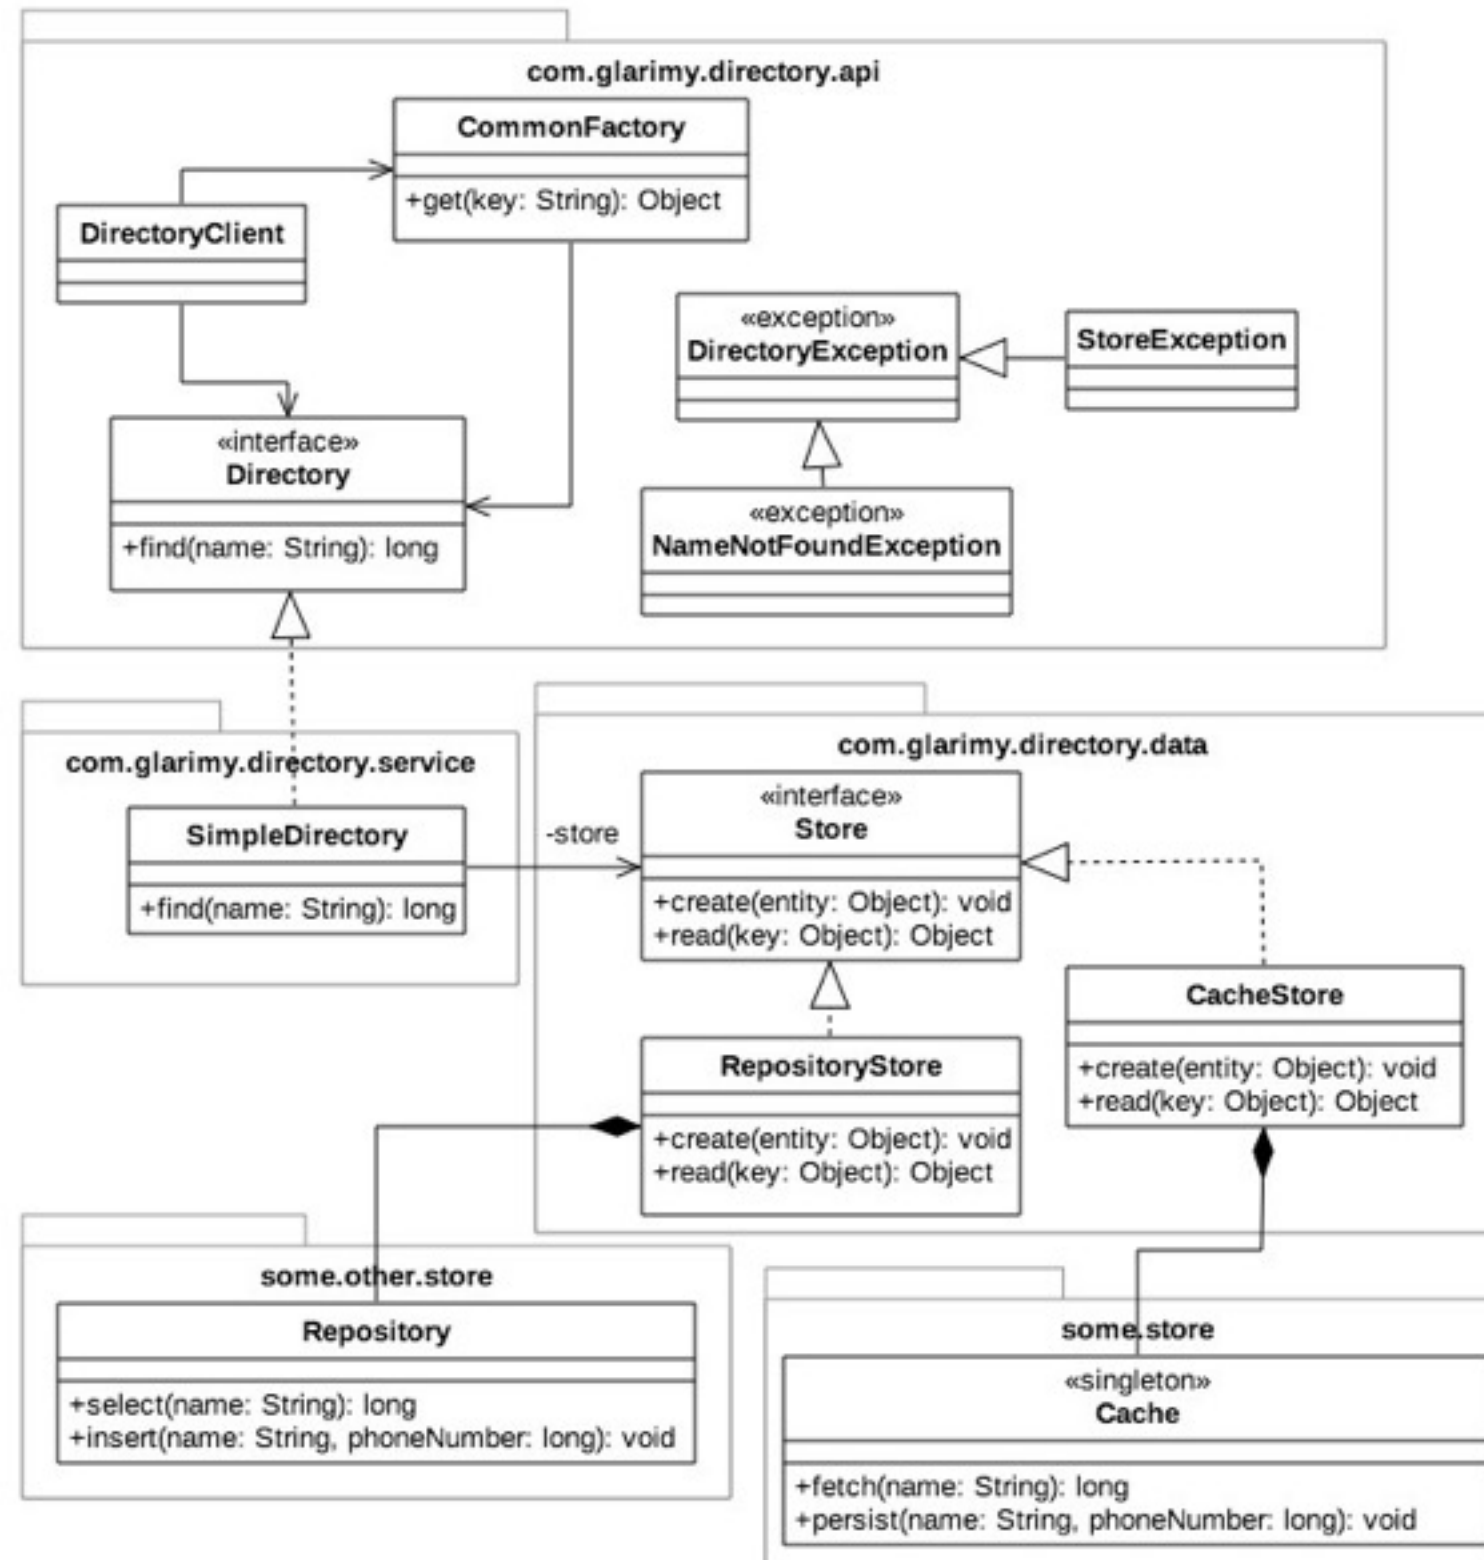 com.glarimy.directory.api
CommonFactory
+get(key: String): Object
DirectoryClient
«exception»
DirectoryException
StoreException
«interface»
Directory
+find(name: String): long
«exception»
NameNotFoundException
com.glarimy.directory.service
SimpleDirectory
+find(name: String): long
-store
com.glarimy.directory.data
«interface»
Store
+create(entity: Object): void
+read(key: Object): Object
CacheStore
+create(entity: Object): void
+read(key: Object): Object
RepositoryStore
+create(entity: Object): void
+read(key: Object): Object
some.other.store
Repository
+select(name: String): long
+insert(name: String, phoneNumber: long): void
some.store
«singleton»
Cache
+fetch(name: String): long
+persist(name: String, phoneNumber: long): void